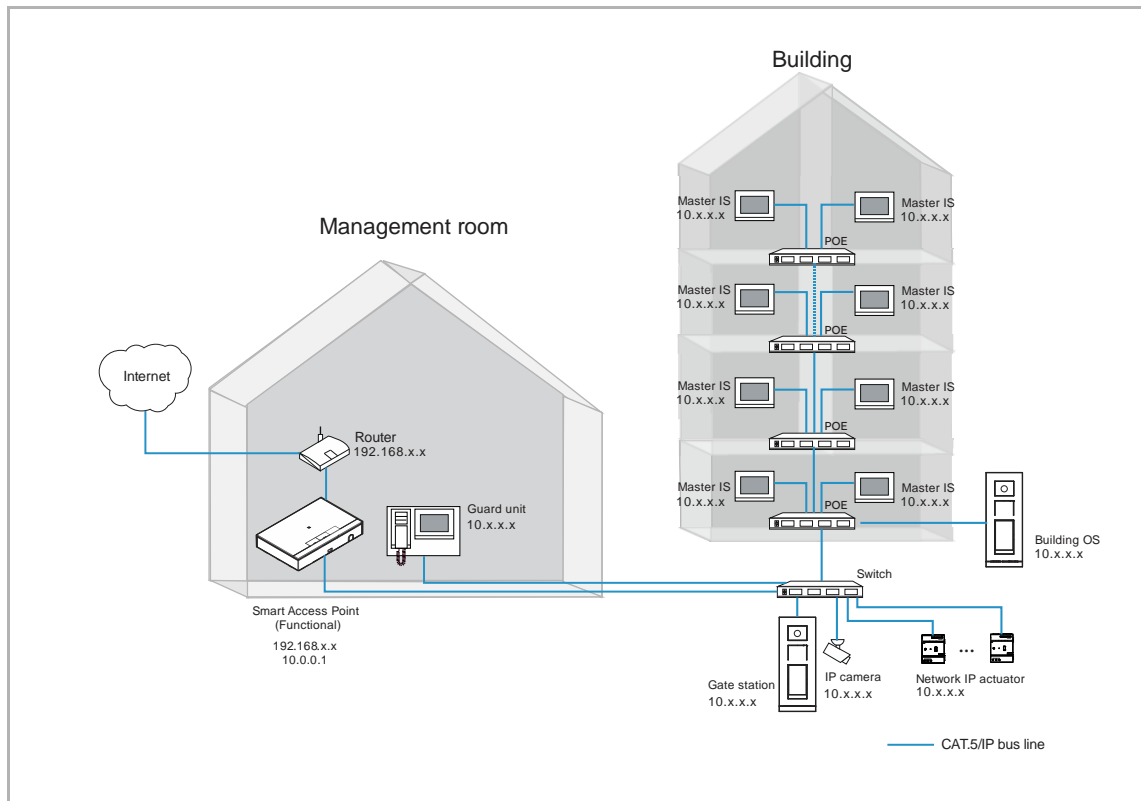 Building
Master IS
10.x.x.x
Master IS
10.x.x.x
POE
Management room
Master IS
10.x.x.x
Master IS
10.x.x.x
POE
Internet
Master IS
10.x.x.x
Master IS
10.x.x.x
POE
Router
192.168.x.x
Master IS
10.x.x.x
Master IS
10.x.x.x
POE
Guard unit
10.x.x.x
Building OS
10.x.x.x
Switch
Smart Access Point
(Functional)
192.168.x.x
10.0.0.1
Gate station
10.x.x.x
IP camera
10.x.x.x
...
Network IP actuator
10.x.x.x
CAT.5/IP bus line